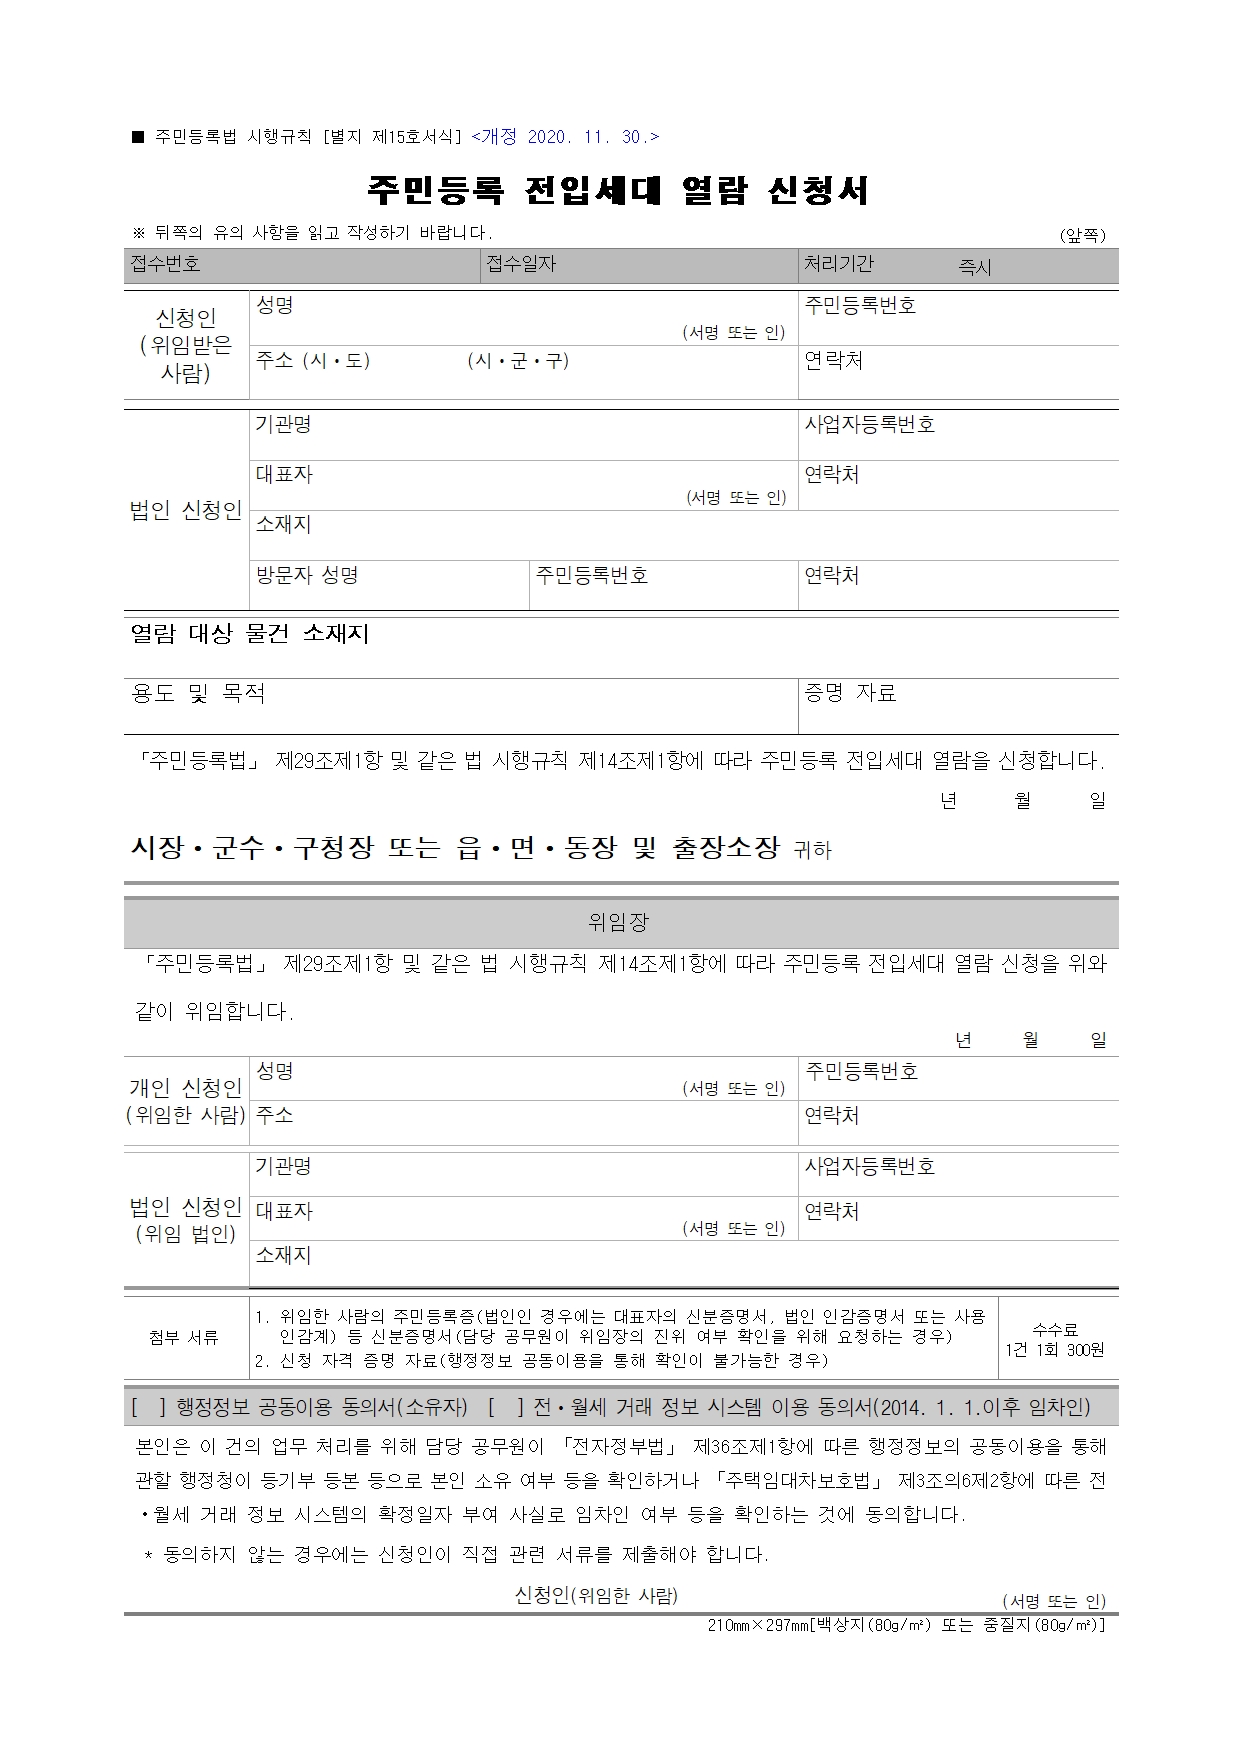 ■ 주민등록법 시행규칙 [별지 제15호서식] <개정 2020. 11. 30.>
주민등록 전입세대 열람 신청서
※ 뒤쪽의 유의 사항을 읽고 작성하기 바랍니다.
(앞쪽)
접수번호 접수일자 처리기간 즉시
신청인
(위임받은
사람)
성명
(서명 또는 인)
주민등록번호
주소 (시・도) (시・군・구)
연락처
법인 신청인
기관명
사업자등록번호
대표자
(서명 또는 인)
연락처
소재지
방문자 성명 주민등록번호 연락처
열람 대상 물건 소재지
용도 및 목적 증명 자료
「주민등록법」 제29조제1항 및 같은 법 시행규칙 제14조제1항에 따라 주민등록 전입세대 열람을 신청합니다.
년 월 일
시장・군수・구청장 또는 읍・면・동장 및 출장소장 귀하
위임장
「주민등록법」 제29조제1항 및 같은 법 시행규칙 제14조제1항에 따라 주민등록 전입세대 열람 신청을 위와
같이 위임합니다.
년 월 일
개인 신청인
(위임한 사람)
성명
(서명 또는 인)
주민등록번호
주소
연락처
법인 신청인
(위임 법인)
기관명
사업자등록번호
대표자
(서명 또는 인)
연락처
소재지
첨부 서류
1. 위임한 사람의 주민등록증(법인인 경우에는 대표자의 신분증명서, 법인 인감증명서 또는 사용
인감계) 등 신분증명서(담당 공무원이 위임장의 진위 여부 확인을 위해 요청하는 경우)
2. 신청 자격 증명 자료(행정정보 공동이용을 통해 확인이 불가능한 경우)
수수료
1건 1회 300원
[ ] 행정정보 공동이용 동의서(소유자) [ ] 전・월세 거래 정보 시스템 이용 동의서(2014. 1. 1.이후 임차인)
본인은 이 건의 업무 처리를 위해 담당 공무원이 「전자정부법」 제36조제1항에 따른 행정정보의 공동이용을 통해
관할 행정청이 등기부 등본 등으로 본인 소유 여부 등을 확인하거나 「주택임대차보호법」 제3조의6제2항에 따른 전
・월세 거래 정보 시스템의 확정일자 부여 사실로 임차인 여부 등을 확인하는 것에 동의합니다.
* 동의하지 않는 경우에는 신청인이 직접 관련 서류를 제출해야 합니다.
신청인(위임한 사람)
(서명 또는 인)
210㎜×297㎜[백상지(80g/㎡) 또는 중질지(80g/㎡)]